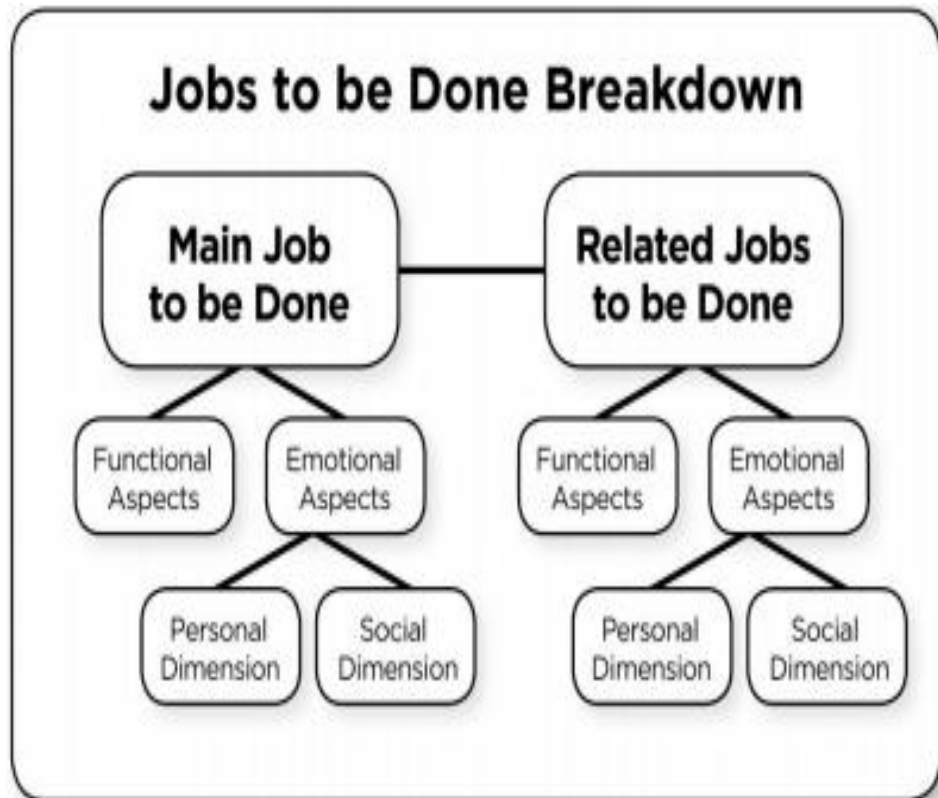 Jobs to be Done Breakdown
Main Job
to be Done
Related Jobs
to be Done
Functional
Aspects
Emotional
Aspects
Functional
Aspects
Emotional
Aspects
Personal
Dimension
Social
Dimension
Personal
Dimension
Social
Dimension